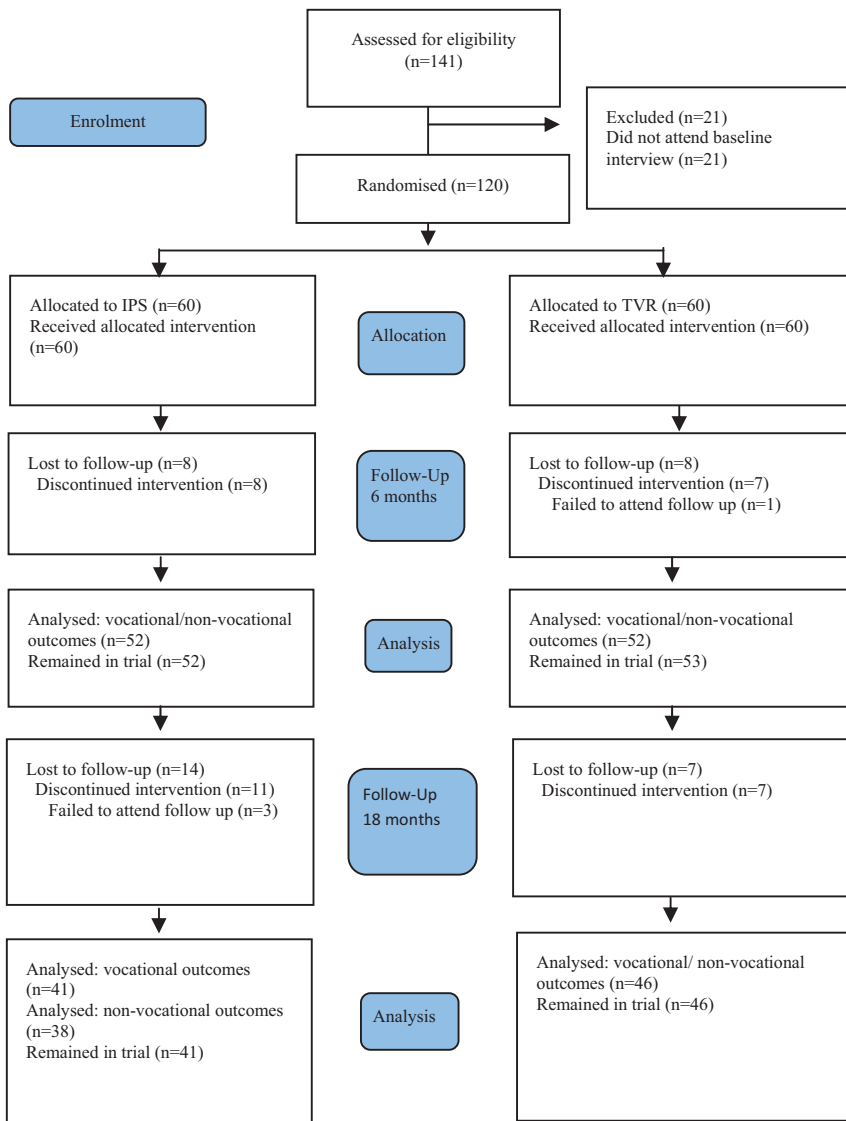 Assessed for eligibility
(n=141)
Enrolment
Excluded (n=21)
Did not attend baseline
interview (n=21)
Randomised (n=120)
Allocated to IPS (n=60)
Received allocated intervention
(n=60)
Allocation
Allocated to TVR (n=60)
Received allocated intervention (n=60)
Lost to follow-up (n=8)
Discontinued intervention (n=8)
Follow-Up
6 months
Lost to follow-up (n=8)
Discontinued intervention (n=7)
Failed to attend follow up (n=1)
Analysed: vocational/non-vocational
outcomes (n=52)
Remained in trial (n=52)
Analysis
Analysed: vocational/non-vocational
outcomes (n=52)
Remained in trial (n=53)
Lost to follow-up (n=14)
Discontinued intervention (n=11)
Failed to attend follow up (n=3)
Follow-Up
18 months
Lost to follow-up (n=7)
Discontinued intervention (n=7)
Analysed: vocational outcomes
(n=41)
Analysed: non-vocational outcomes
(n=38)
Remained in trial (n=41)
Analysis
Analysed: vocational/ non-vocational
outcomes (n=46)
Remained in trial (n=46)